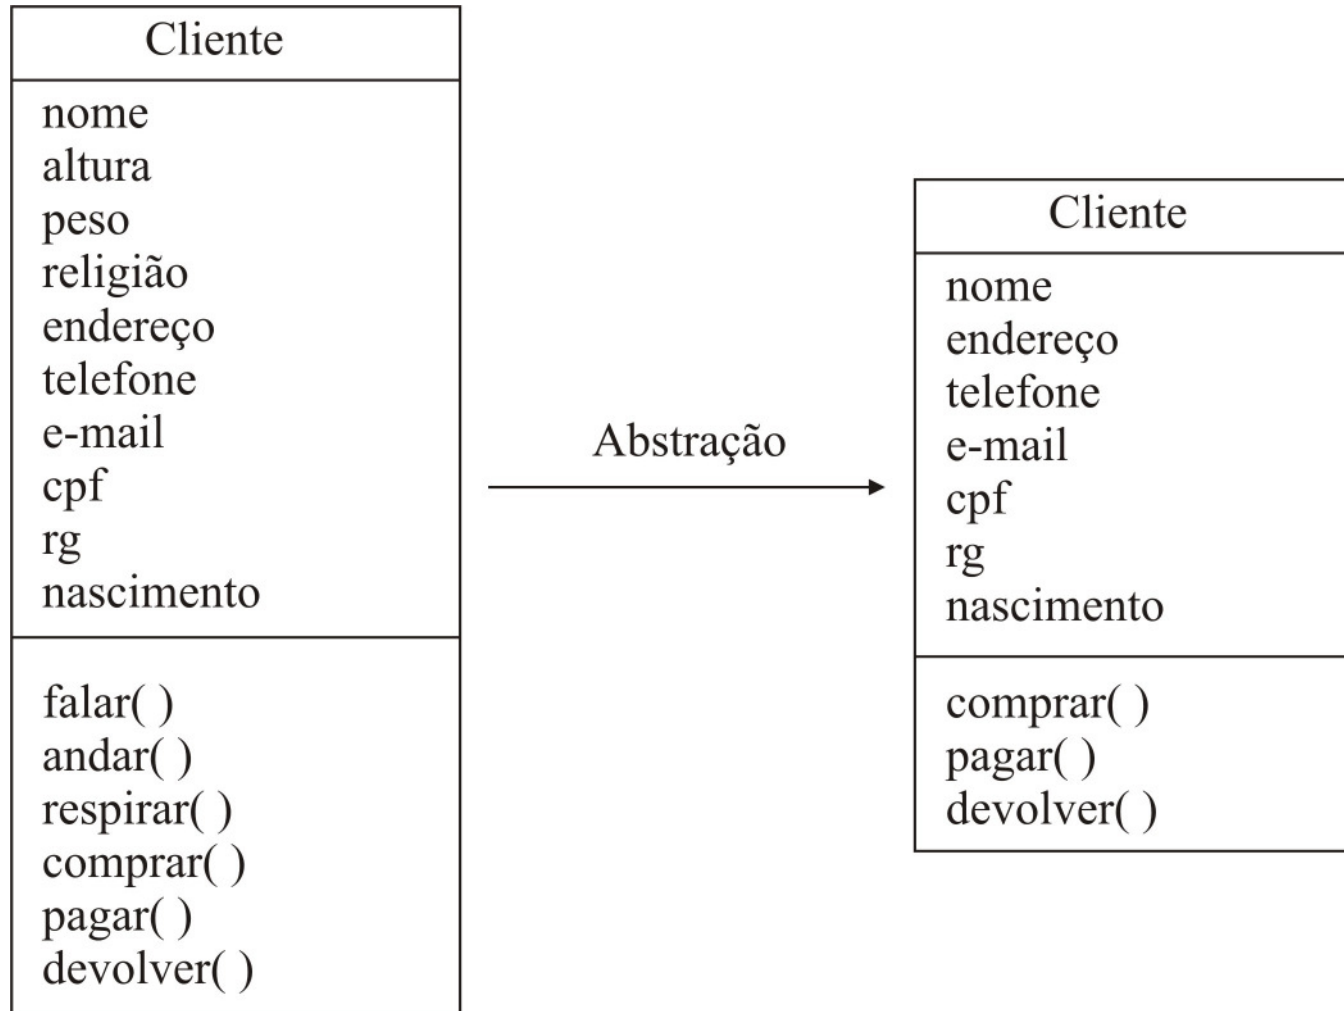 Cliente
nome
altura
peso
religião
endereço
telefone
e-mail
cpf
rg
nascimento
falar( )
andar( )
respirar( )
comprar( )
pagar( )
devolver( )
Abstração
Cliente
nome
endereço
telefone
e-mail
cpf
rg
nascimento
comprar( )
pagar( )
devolver( )